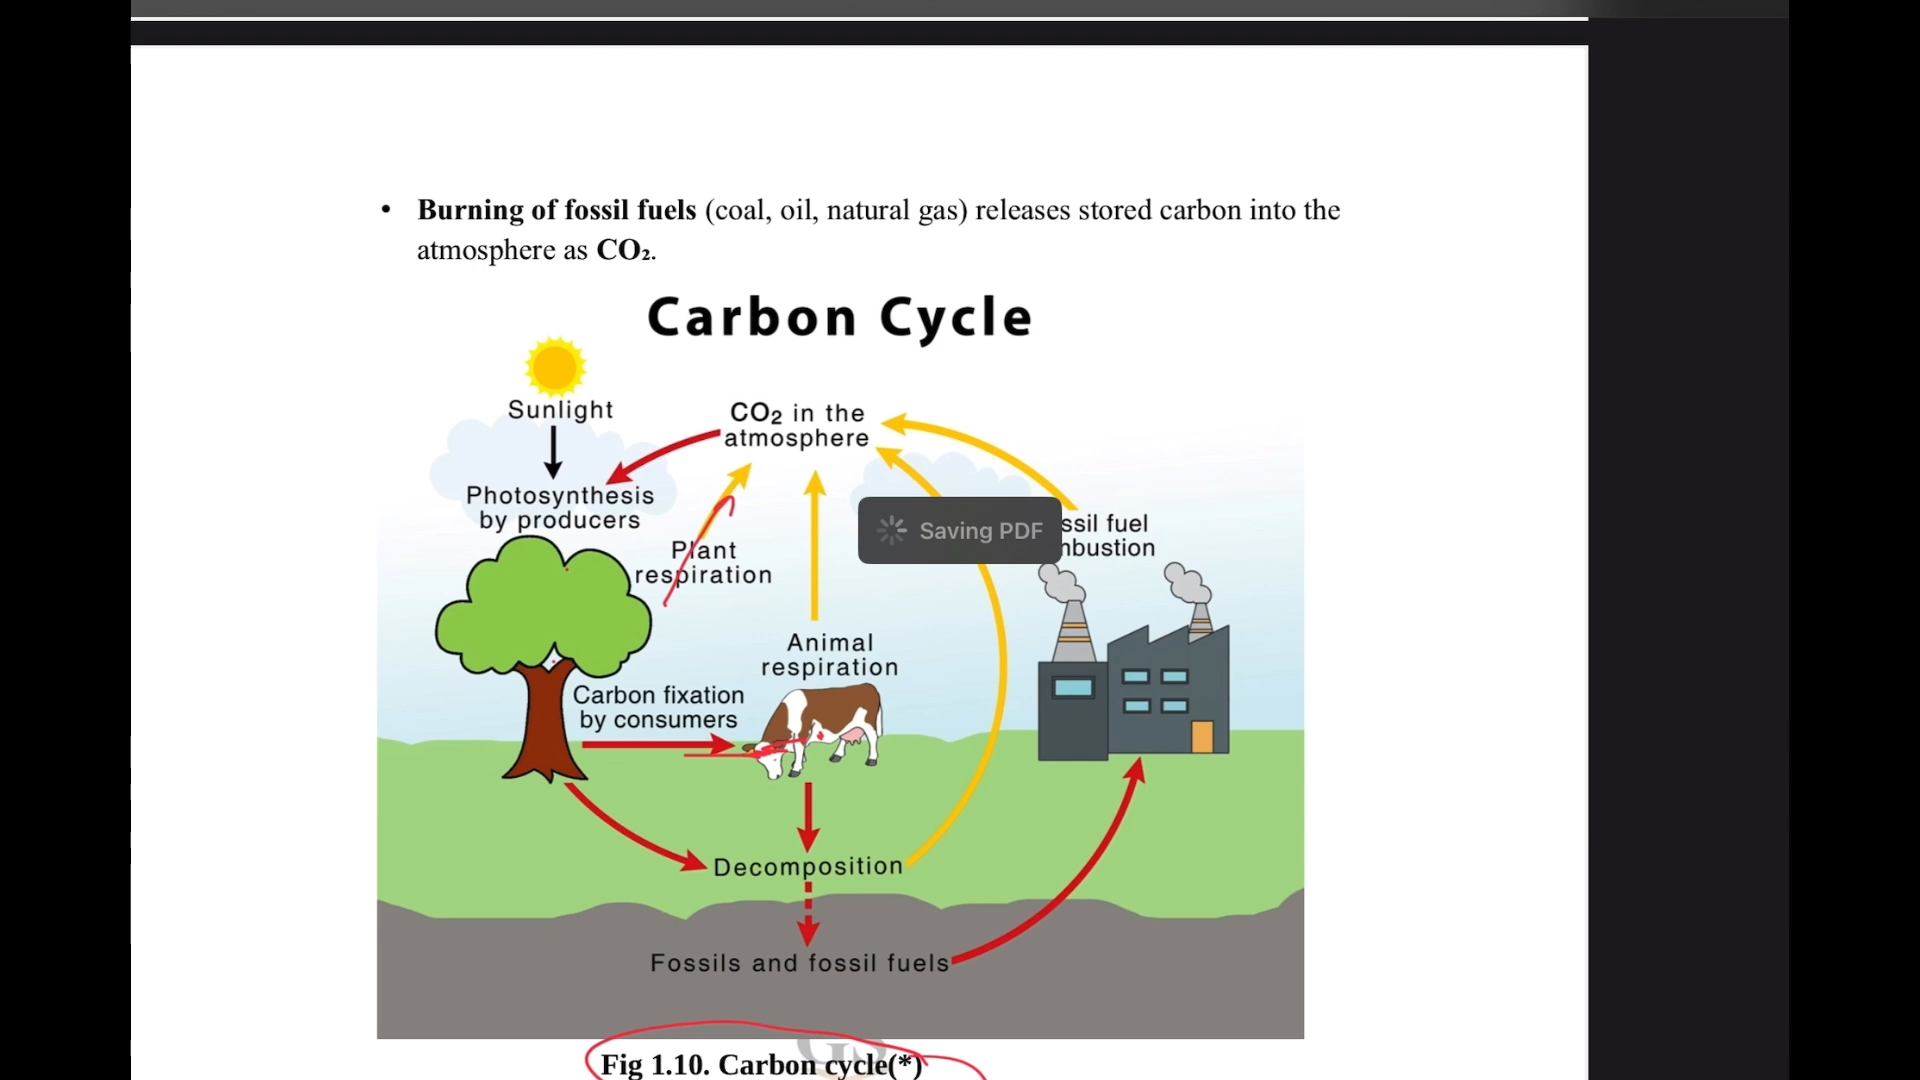 • Burning of fossil fuels (coal, oil, natural gas) releases stored carbon into the
atmosphere as CO₂.
Carbon Cycle
Sunlight
CO₂ in the
atmosphere
Photosynthesis
by producers
Plant
respiration
Saving PDF
ssil fuel
bustion
Animal
respiration
Carbon fixation
by consumers
Decomposition
Fossils and fossil fuels
Fig 1.10. Carbon cycle(*)